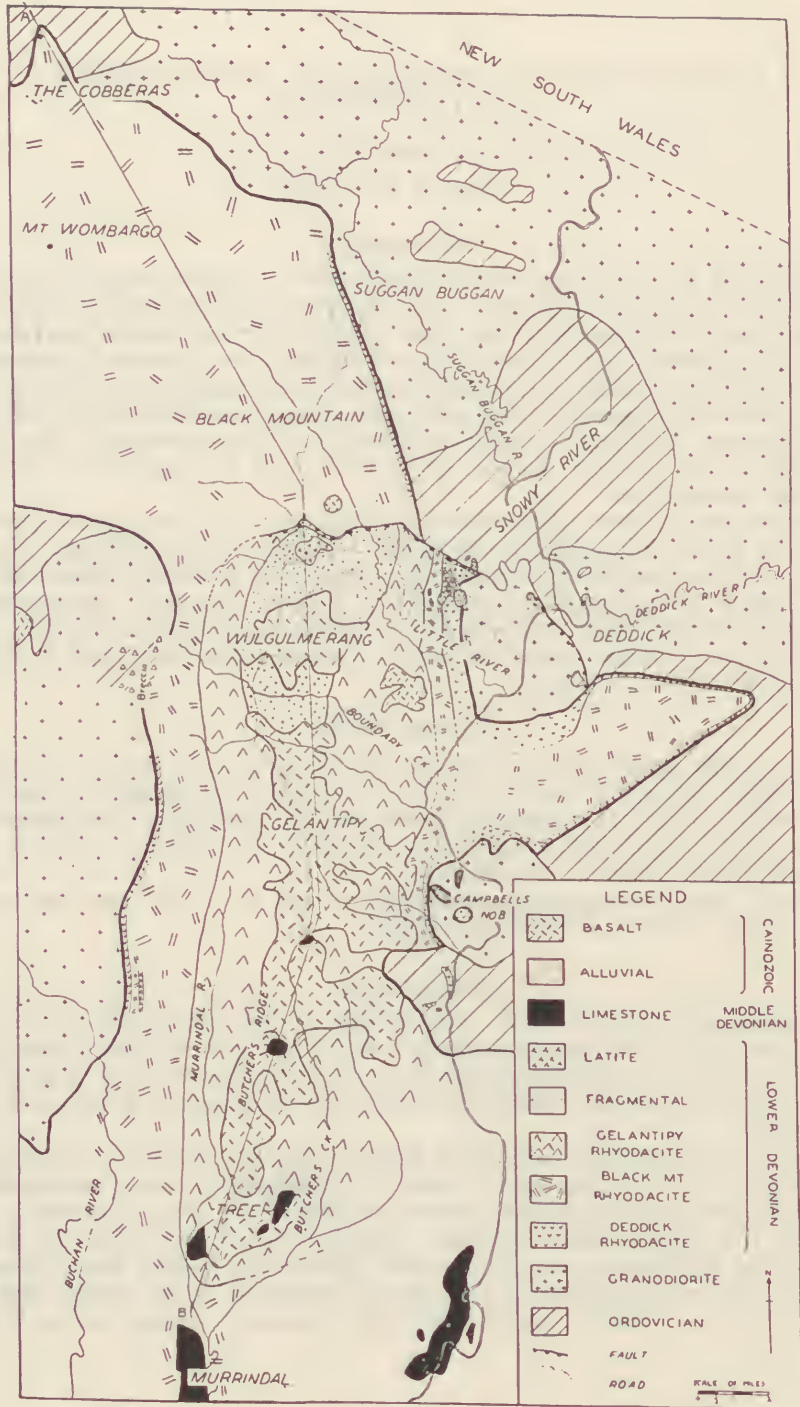 A
NEW SOUTH WALES
THE COBBERAS
MT WOMBARGO
SUGGAN BUGGAN
SUGGAN BUGGAN R
BLACK MOUNTAIN
SNOWY RIVER
DEDDICK RIVER
DEDDICK
WULGULMERANG
LITTLE RIVER
Breccia
BOUNDARY CK
GELANTIPY
CAMPBELLS
NOB
MURRINDAL R
BUTCHER'S RIDGE
BUTCHERS CK
TREER
BUCHAN RIVER
B
MURRINDAL
LEGEND
BASALT
ALLUVIAL
CAINOZOIC
LIMESTONE
MIDDLE
DEVONIAN
LATITE
FRAGMENTAL
GELANTIPY
RHYODACITE
BLACK MT
RHYODACITE
DEDDICK
RHYODACITE
LOWER DEVONIAN
GRANODIORITE
ORDOVICIAN
FAULT
ROAD
SCALE OF MILES